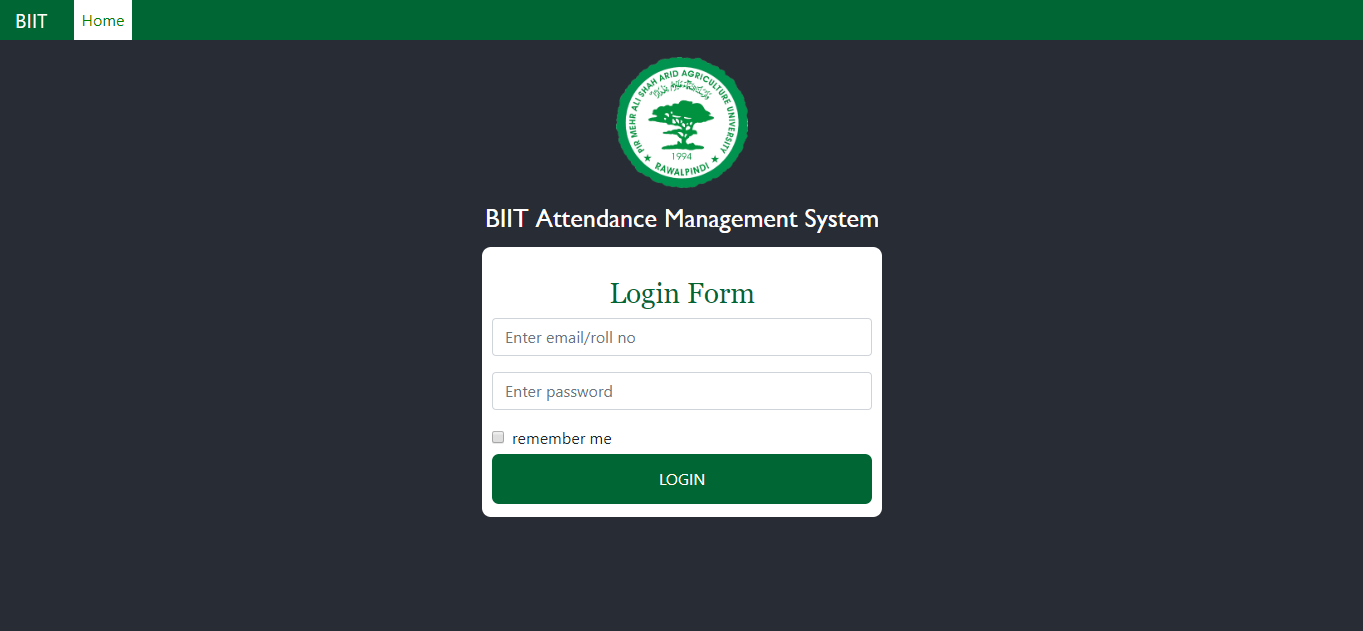 BIIT Home
PIR MEHR ALI SHAH ARID AGRICULTURE UNIVERSITY
1994
RAWALPINDI
BIIT Attendance Management System
Login Form
Enter email/roll no
Enter password
remember me
LOGIN